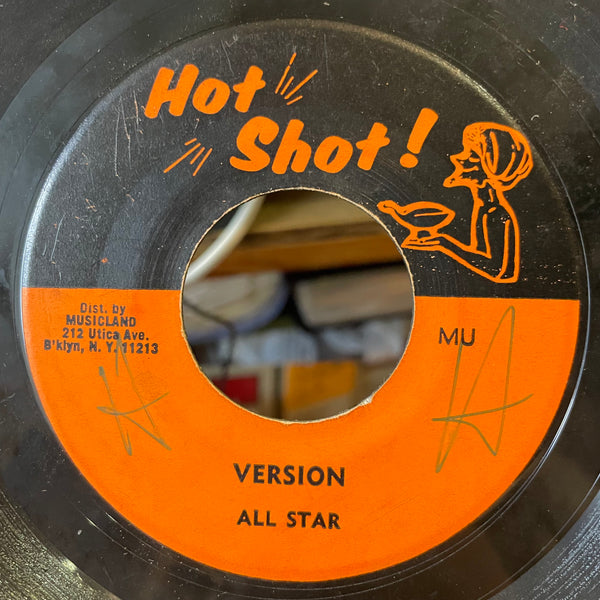 Hot
Shot!
Dist. by
MUSICLAND
212 Utica Ave.
B'klyn, N. Y. 11213
MU
A
A
VERSION
ALL STAR